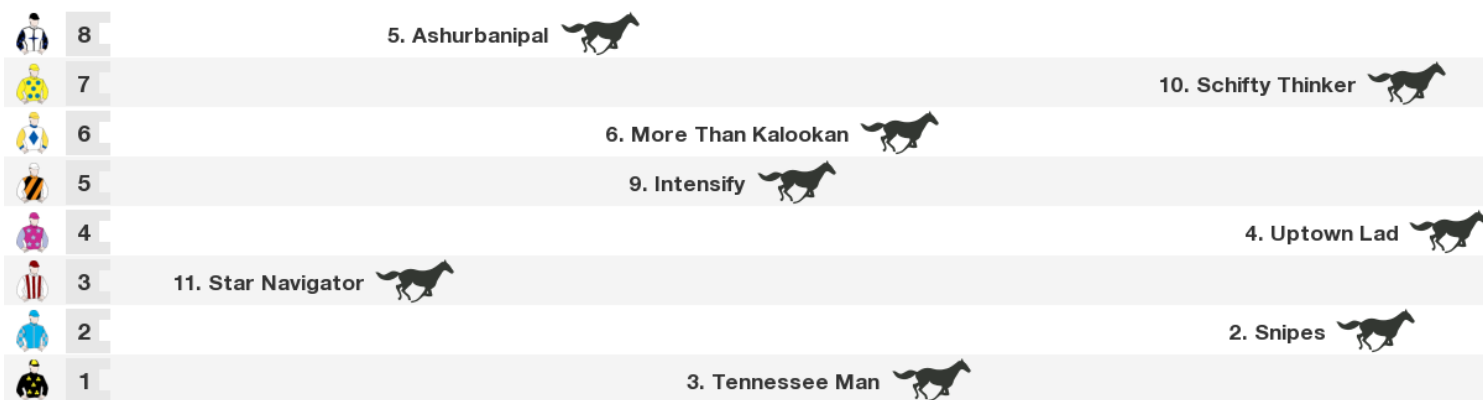 8 5. Ashurbanipal
7 10. Schifty Thinker
6 6. More Than Kalookan
5 9. Intensify
4 4. Uptown Lad
3 11. Star Navigator
2 2. Snipes
1 3. Tennessee Man